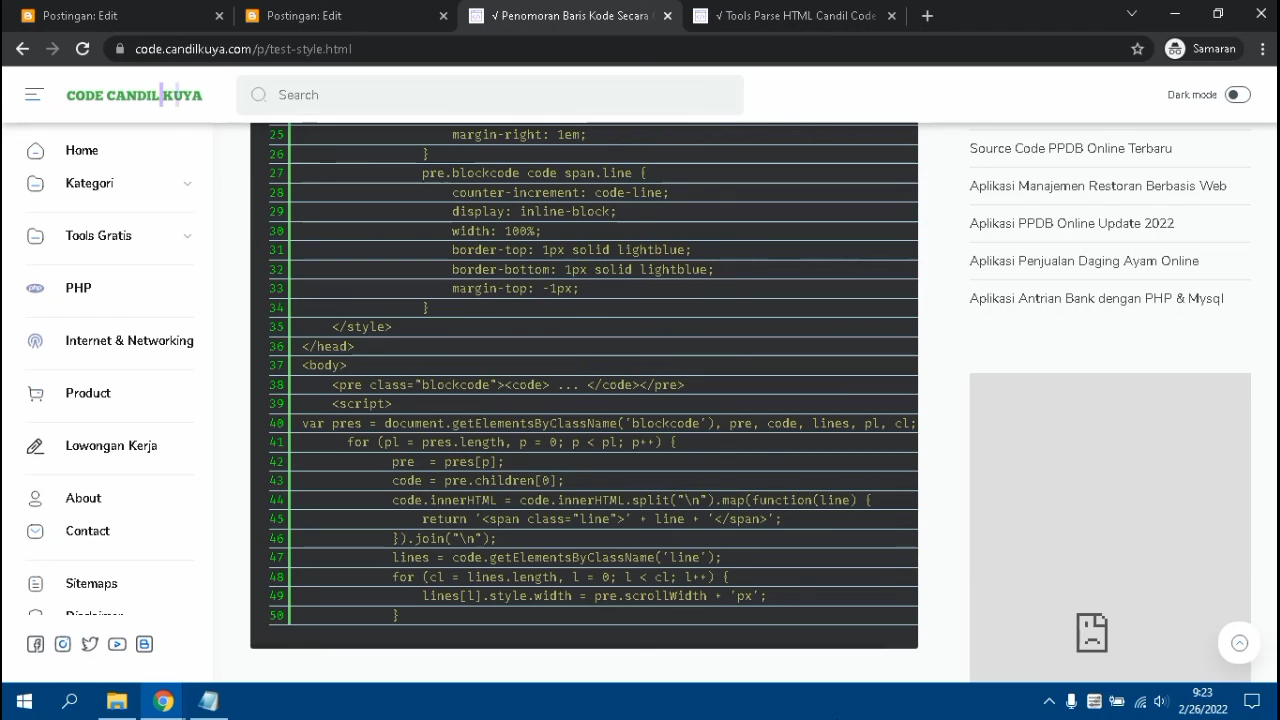 Postingan: Edit
Postingan: Edit
√ Penomoran Baris Kode Secara
√ Tools Parse HTML Candil Code
code.candilkuya.com/p/test-style.html
Samaran
CODE CANDIL KUYA
Search
Dark mode
Home
Kategori
Tools Gratis
PHP
Internet & Networking
Product
Lowongan Kerja
About
Contact
Sitemaps
Disclaimer
25 margin-right: 1em;
26 }
27 pre.blockcode code span.line {
28 counter-increment: code-line;
29 display: inline-block;
30 width: 100%;
31 border-top: 1px solid lightblue;
32 border-bottom: 1px solid lightblue;
33 margin-top: -1px;
34 }
35 </style>
36 </head>
37 <body>
38 <pre class="blockcode"><code> ... </code></pre>
39 <script>
40 var pres = document.getElementsByClassName('blockcode'), pre, code, lines, pl, cl;
41 for (pl = pres.length, p = 0; p < pl; p++) {
42 pre  = pres[p];
43 code = pre.children[0];
44 code.innerHTML = code.innerHTML.split("\n").map(function(line) {
45 return '<span class="line">' + line + '</span>';
46 }).join("\n");
47 lines = code.getElementsByClassName('line');
48 for (cl = lines.length, l = 0; l < cl; l++) {
49 lines[l].style.width = pre.scrollWidth + 'px';
50 }
Source Code PPDB Online Terbaru
Aplikasi Manajemen Restoran Berbasis Web
Aplikasi PPDB Online Update 2022
Aplikasi Penjualan Daging Ayam Online
Aplikasi Antrian Bank dengan PHP & Mysql
9:23
2/26/2022